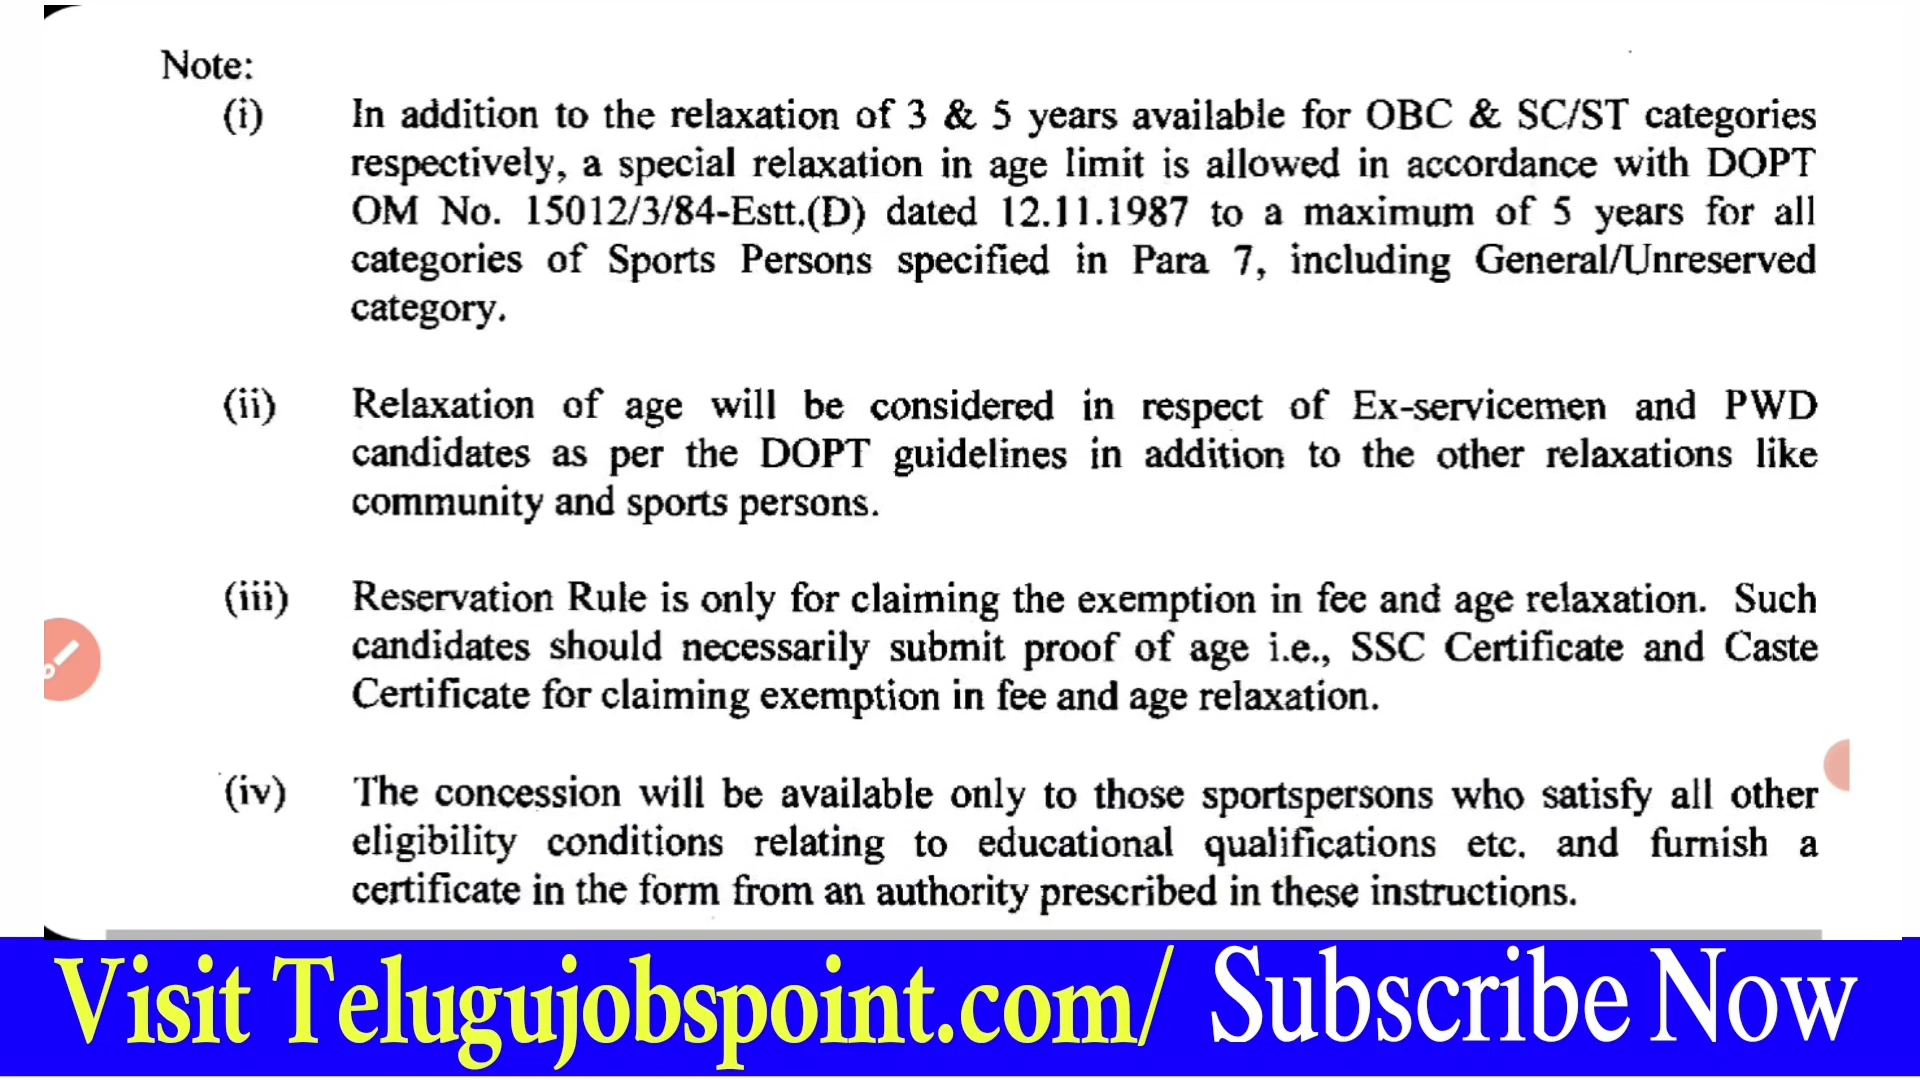 Note:
(i) In addition to the relaxation of 3 & 5 years available for OBC & SC/ST categories
respectively, a special relaxation in age limit is allowed in accordance with DOPT
OM No. 15012/3/84-Estt.(D) dated 12.11.1987 to a maximum of 5 years for all
categories of Sports Persons specified in Para 7, including General/Unreserved
category.
(ii) Relaxation of age will be considered in respect of Ex-servicemen and PWD
candidates as per the DOPT guidelines in addition to the other relaxations like
community and sports persons.
(iii) Reservation Rule is only for claiming the exemption in fee and age relaxation. Such
candidates should necessarily submit proof of age i.e., SSC Certificate and Caste
Certificate for claiming exemption in fee and age relaxation.
(iv) The concession will be available only to those sportspersons who satisfy all other
eligibility conditions relating to educational qualifications etc. and furnish a
certificate in the form from an authority prescribed in these instructions.
Visit Telugujobspoint.com/ Subscribe Now